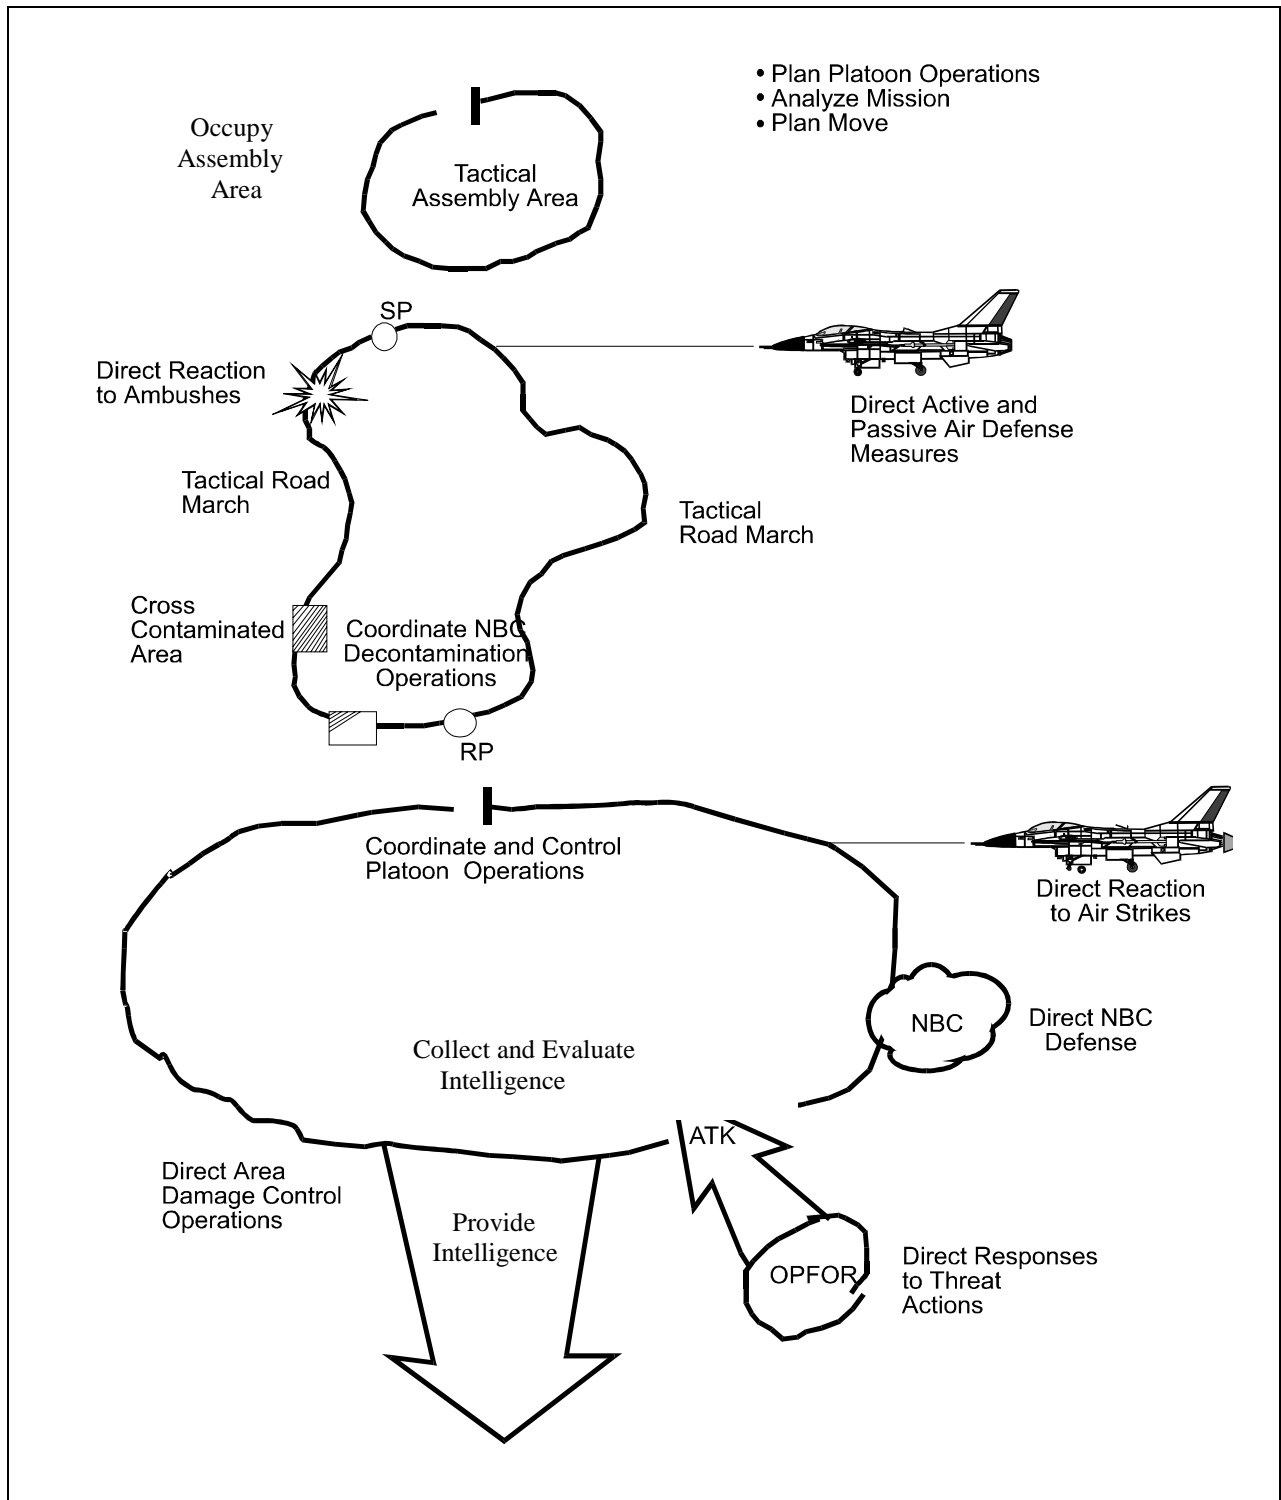 • Plan Platoon Operations
• Analyze Mission
• Plan Move
Occupy
Assembly
Area
Tactical
Assembly Area
SP
Direct Reaction
to Ambushes
Direct Active and
Passive Air Defense
Measures
Tactical Road
March
Tactical
Road March
Cross
Contaminated
Area
Coordinate NBC
Decontamination
Operations
RP
Coordinate and Control
Platoon Operations
Direct Reaction
to Air Strikes
NBC
Direct NBC
Defense
Collect and Evaluate
Intelligence
ATK
Direct Area
Damage Control
Operations
Provide
Intelligence
OPFOR
Direct Responses
to Threat
Actions